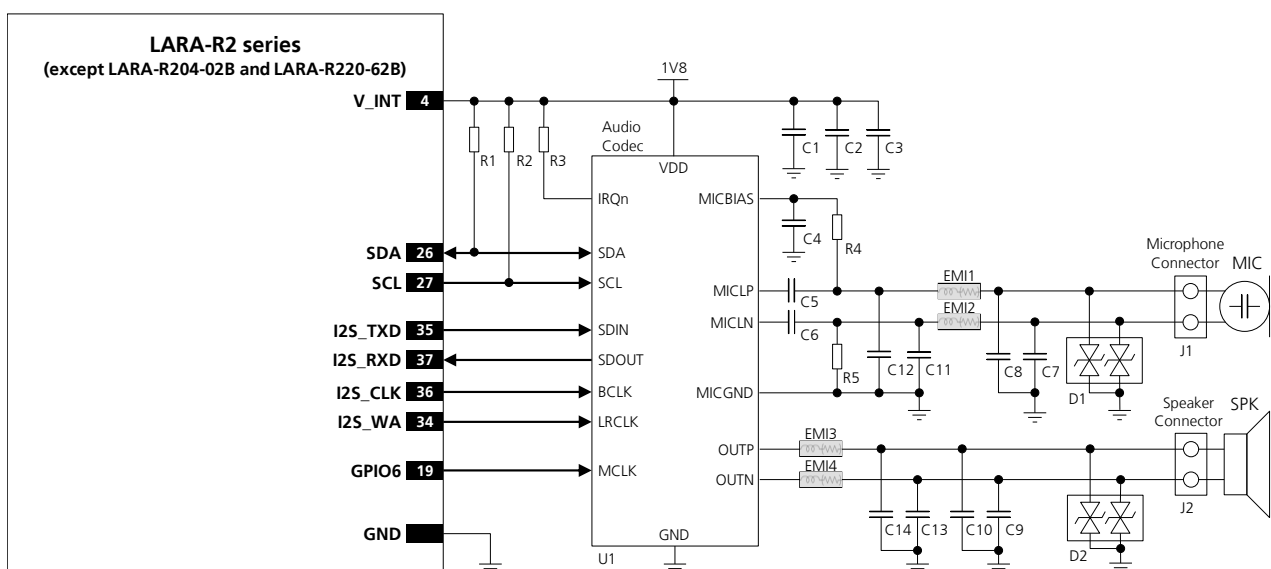 LARA-R2 series
(except LARA-R204-02B and LARA-R220-62B)
1V8
V_INT 4
Audio
Codec
R1
R2
R3
C1
C2
C3
VDD
IRQn
MICBIAS
C4
R4
SDA 26
SDA
SCL 27
SCL
Microphone
Connector
MIC
EMI1
MICLP
C5
EMI2
MICLN
C6
J1
I2S_TXD 35
SDIN
I2S_RXD 37
SDOUT
R5
C12
C11
C8
C7
D1
I2S_CLK 36
BCLK
MICGND
I2S_WA 34
LRCLK
Speaker
Connector
SPK
EMI3
OUTP
GPIO6 19
MCLK
EMI4
OUTN
J2
GND
GND
C14
C13
C10
C9
D2
U1